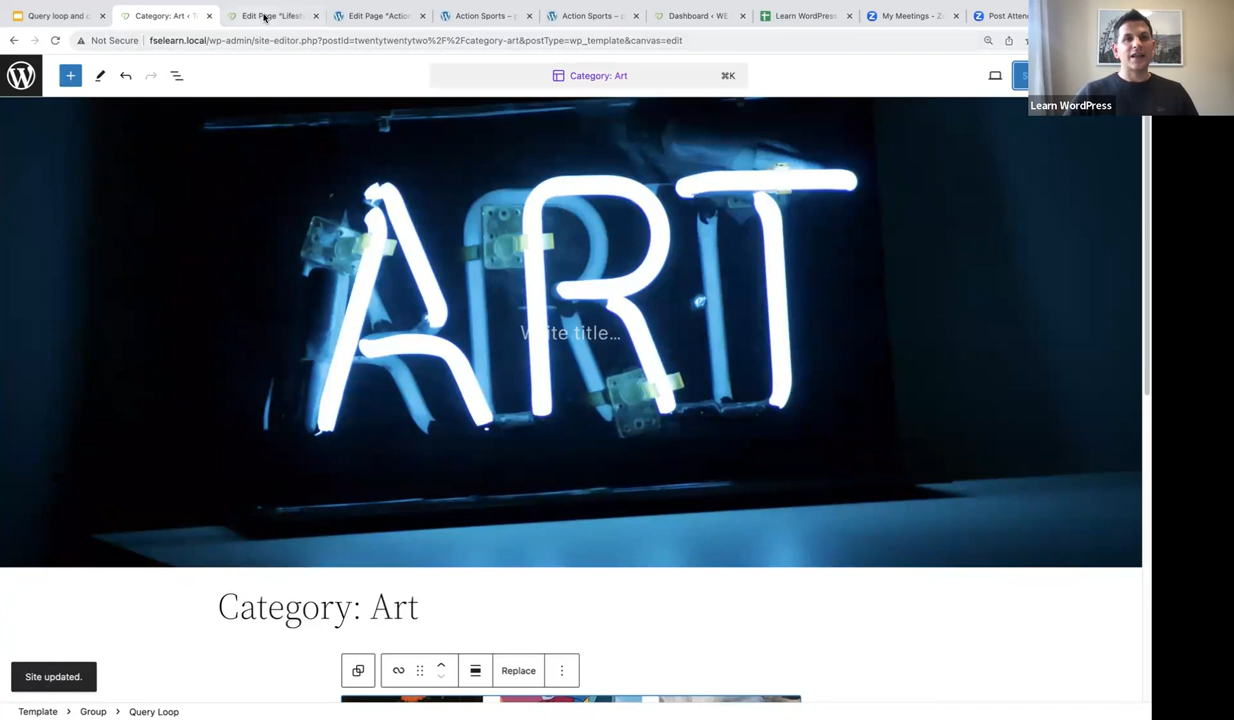 Query loop and c
Category: Art ‹ T
Edit Page "Lifest
Edit Page "Action
Action Sports –
Action Sports –
Dashboard ‹ WE
Learn WordPress
My Meetings - Z
Post Atten
Not Secure
fselearn.local/wp-admin/site-editor.php?postId=twentytwentytwo%2F%2Fcategory-art&postType=wp_template&canvas=edit
Category: Art
⌘K
Learn WordPress
ART
Write title...
Category: Art
Replace
Site updated.
Template > Group > Query Loop